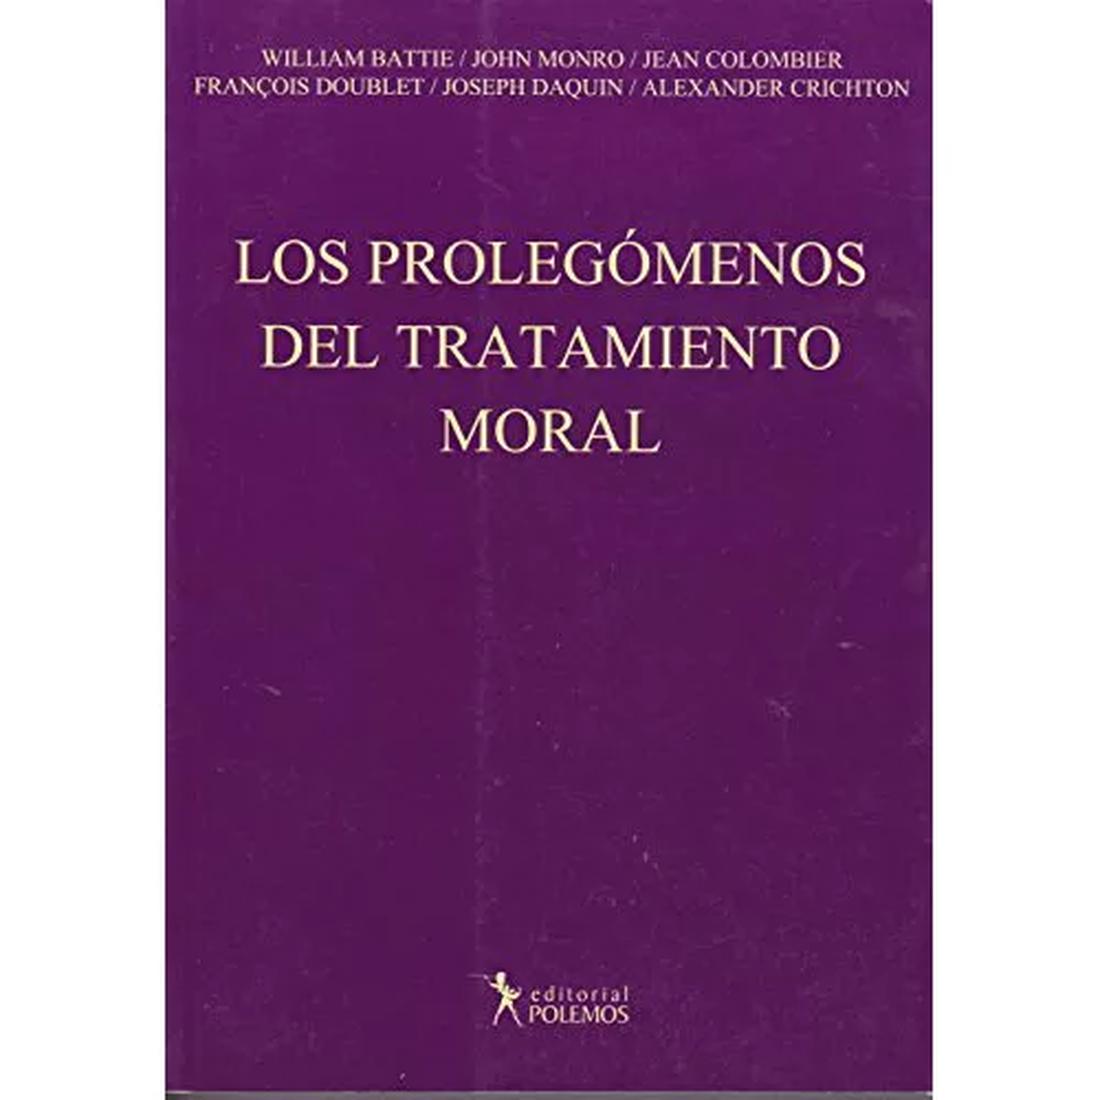 WILLIAM BATTIE / JOHN MONRO / JEAN COLOMBIER
FRANÇOIS DOUBLET / JOSEPH DAQUIN / ALEXANDER CRICHTON
LOS PROLEGÓMENOS
DEL TRATAMIENTO
MORAL
editorial
POLEMOS